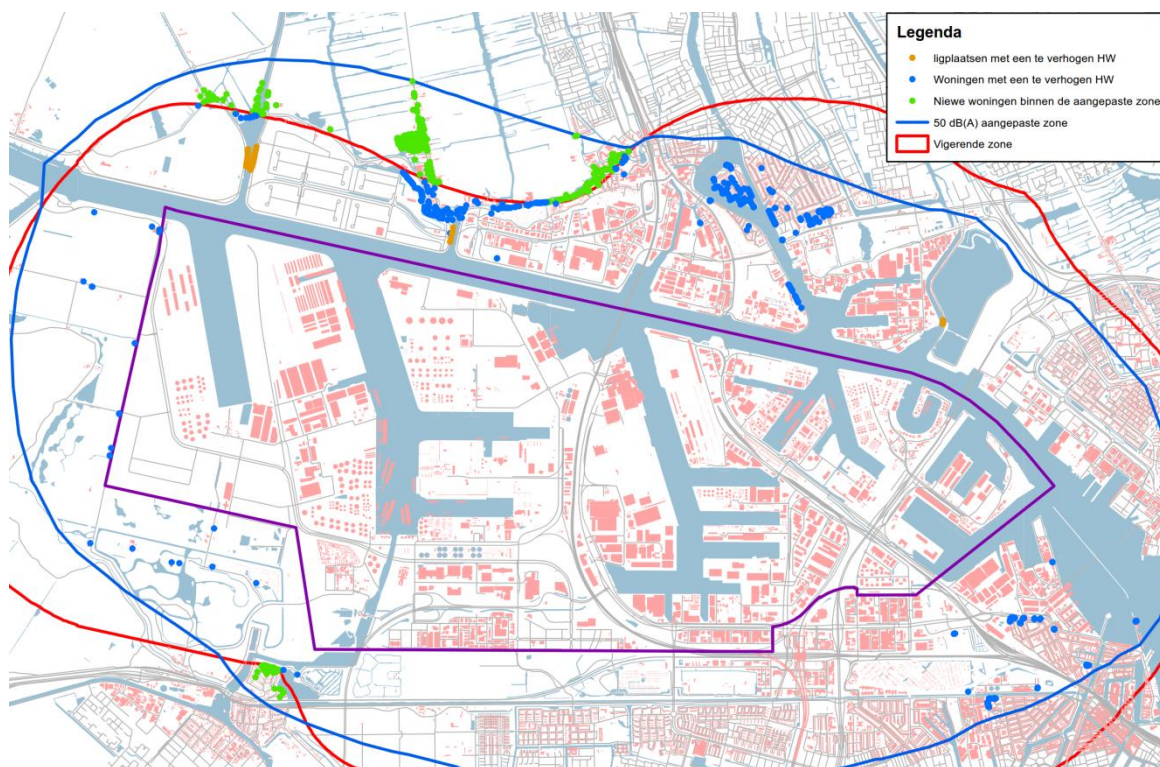 Legenda
ligplaatsen met een te verhogen HW
Woningen met een te verhogen HW
Niewe woningen binnen de aangepaste zone
50 dB(A) aangepaste zone
Vigerende zone